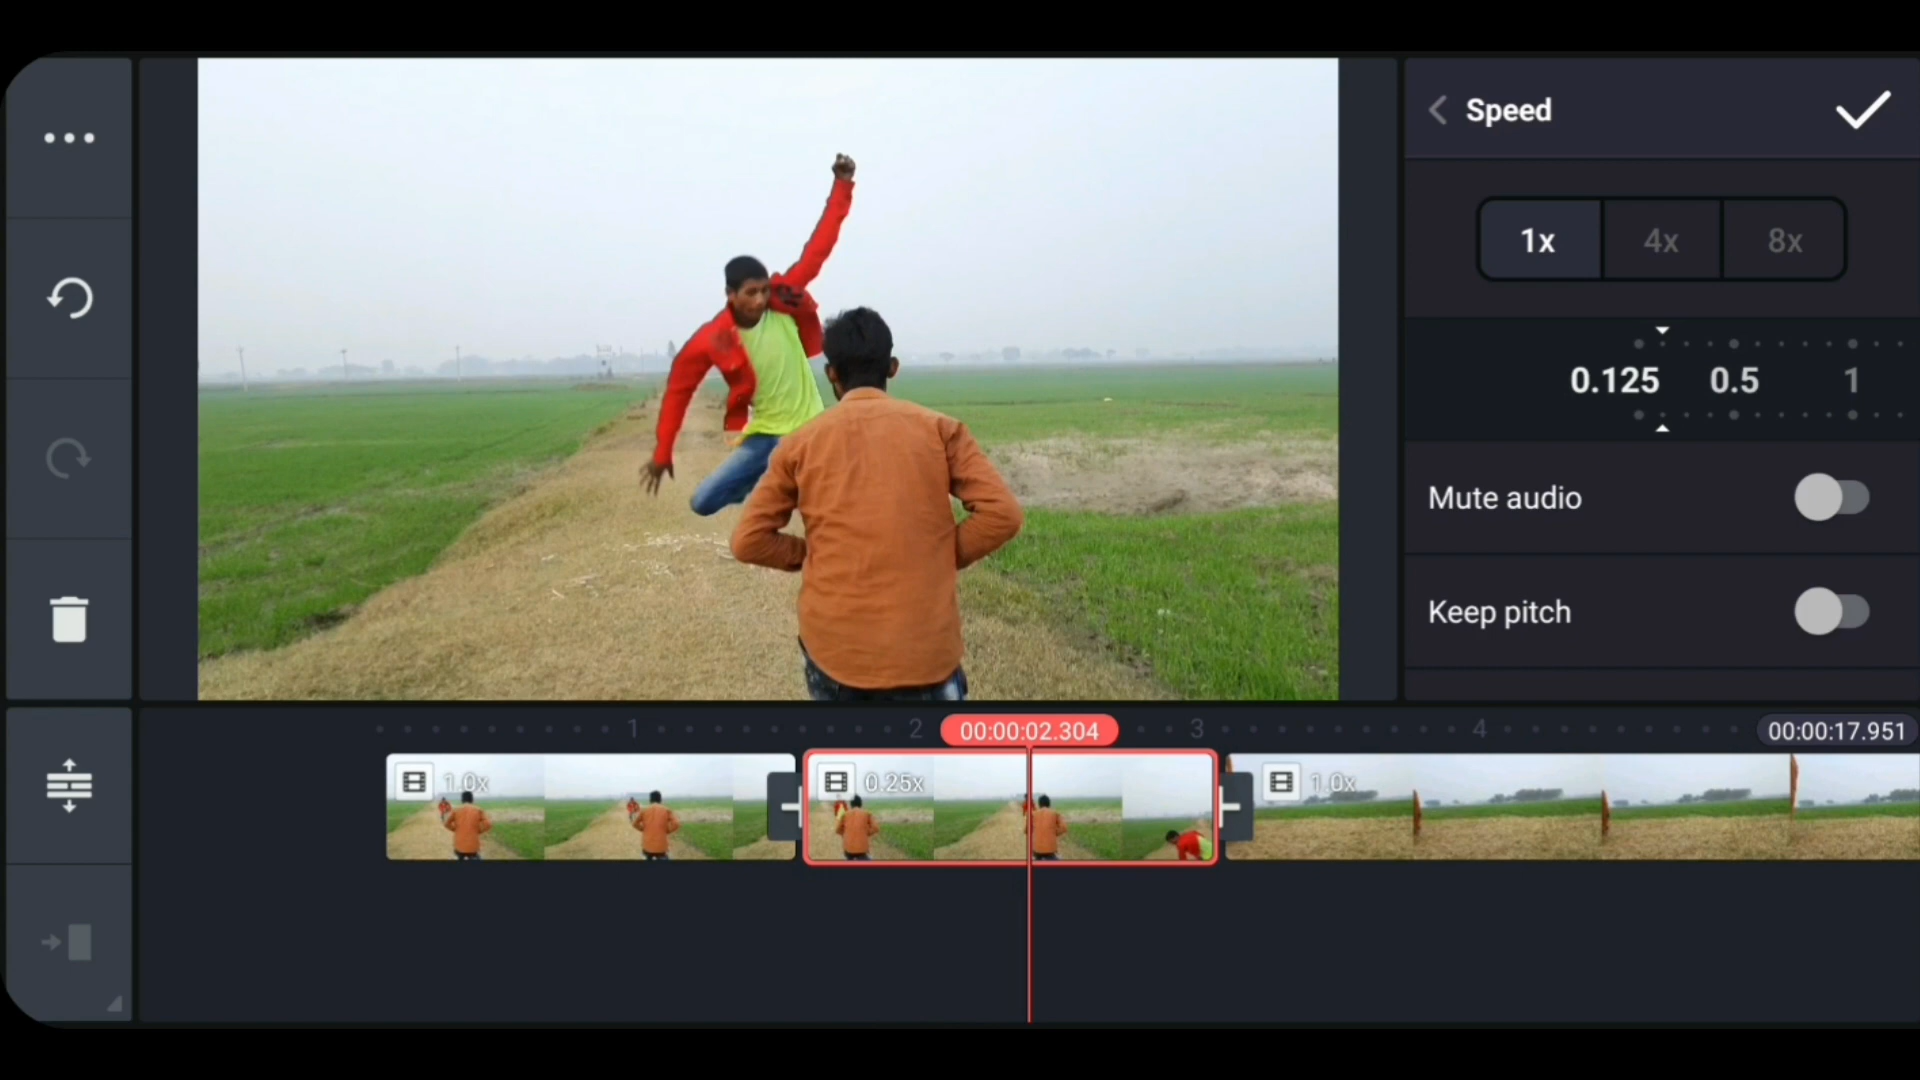 Speed
1x 4x 8x
0.125 0.5 1
Mute audio
Keep pitch
1 2 00:00:02.304 3 4 00:00:17.951
1.0x 0.25x 1.0x